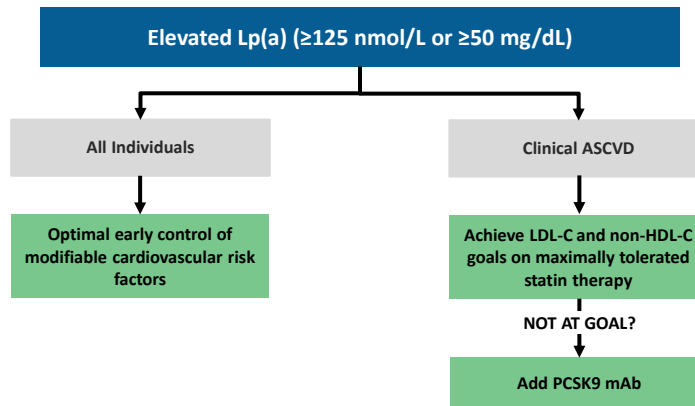 Elevated Lp(a) (≥125 nmol/L or ≥50 mg/dL)
All Individuals
Clinical ASCVD
Optimal early control of
modifiable cardiovascular risk
factors
Achieve LDL-C and non-HDL-C
goals on maximally tolerated
statin therapy
NOT AT GOAL?
Add PCSK9 mAb